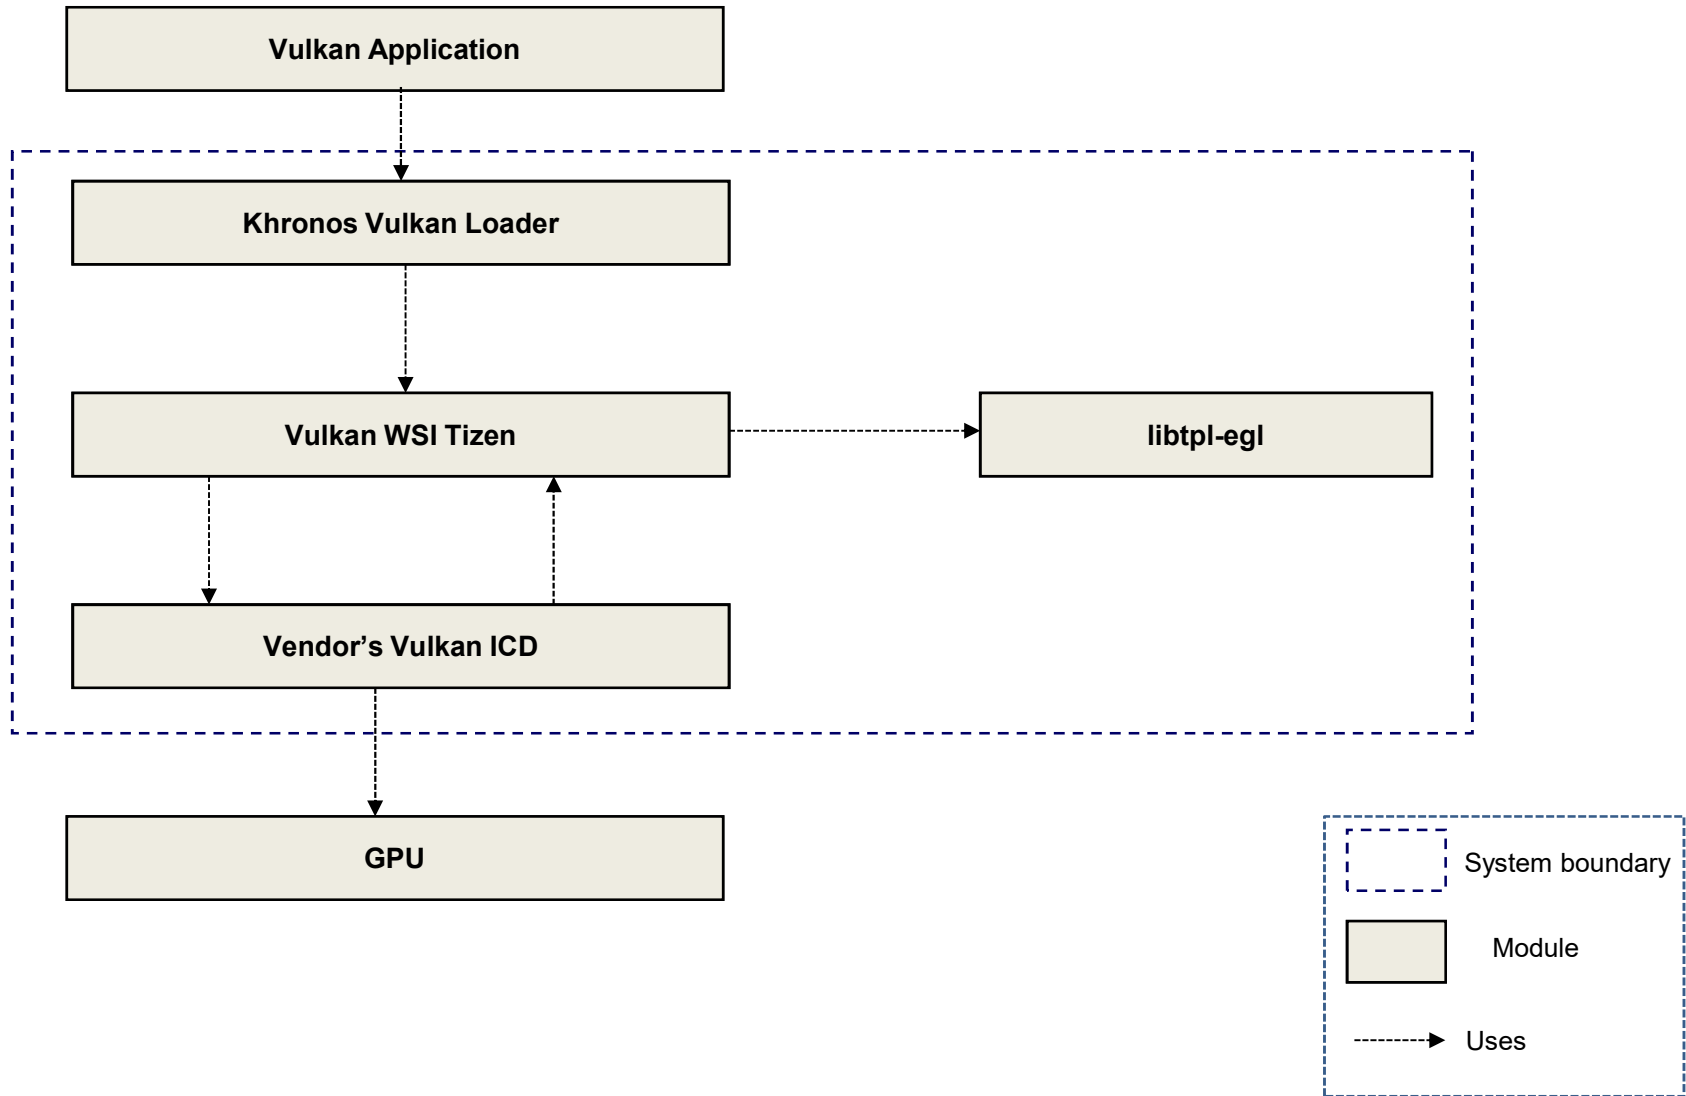 Vulkan Application
Khronos Vulkan Loader
Vulkan WSI Tizen
libtpl-egl
Vendor’s Vulkan ICD
GPU
System boundary
Module
Uses